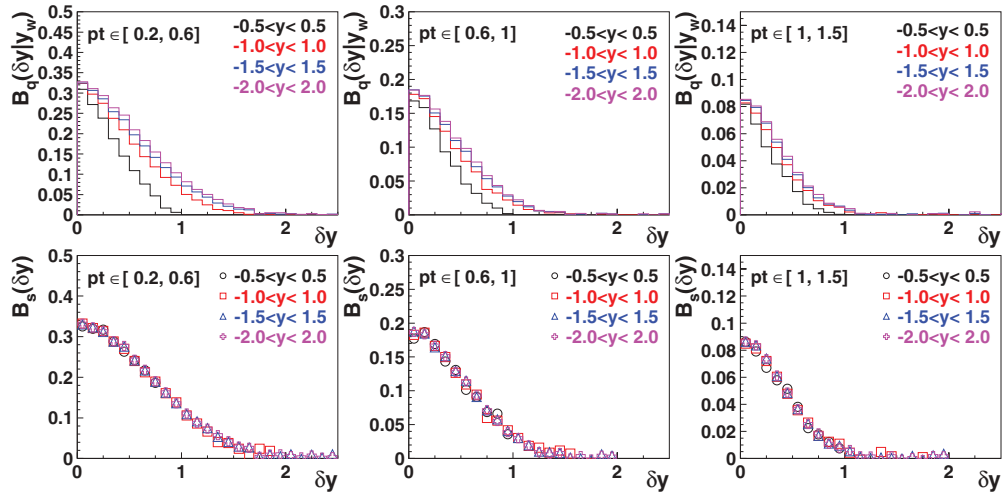 B_q(δy|y_w)
0.5
0.45
0.4
0.35
0.3
0.25
0.2
0.15
0.1
0.05
0
pt ∈[ 0.2, 0.6]
-0.5<y< 0.5
-1.0<y< 1.0
-1.5<y< 1.5
-2.0<y< 2.0
0 1 2 δy
B_q(δy|y_w)
0.3
0.25
0.2
0.15
0.1
0.05
0
pt ∈[ 0.6, 1]
-0.5<y< 0.5
-1.0<y< 1.0
-1.5<y< 1.5
-2.0<y< 2.0
0 1 2 δy
B_q(δy|y_w)
0.14
0.12
0.1
0.08
0.06
0.04
0.02
0
pt ∈[ 1, 1.5]
-0.5<y< 0.5
-1.0<y< 1.0
-1.5<y< 1.5
-2.0<y< 2.0
0 1 2 δy
B_s(δy)
0.5
0.4
0.3
0.2
0.1
0
pt ∈[ 0.2, 0.6]
-0.5<y< 0.5
-1.0<y< 1.0
-1.5<y< 1.5
-2.0<y< 2.0
0 1 2 δy
B_s(δy)
0.3
0.25
0.2
0.15
0.1
0.05
0
pt ∈[ 0.6, 1]
-0.5<y< 0.5
-1.0<y< 1.0
-1.5<y< 1.5
-2.0<y< 2.0
0 1 2 δy
B_s(δy)
0.14
0.12
0.1
0.08
0.06
0.04
0.02
0
pt ∈[ 1, 1.5]
-0.5<y< 0.5
-1.0<y< 1.0
-1.5<y< 1.5
-2.0<y< 2.0
0 1 2 δy